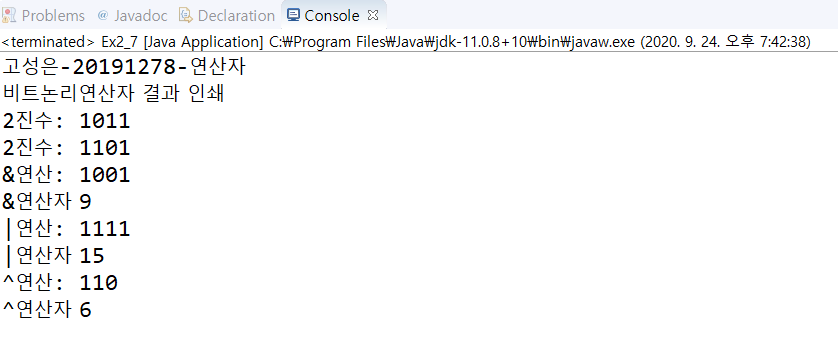 Problems @ Javadoc Declaration Console
<terminated> Ex2_7 [Java Application] C:₩Program Files₩Java₩jdk-11.0.8+10₩bin₩javaw.exe (2020. 9. 24. 오후 7:42:38)
고성은-20191278-연산자
비트논리연산자 결과 인쇄
2진수: 1011
2진수: 1101
&연산: 1001
&연산자 9
|연산: 1111
|연산자 15
^연산: 110
^연산자 6